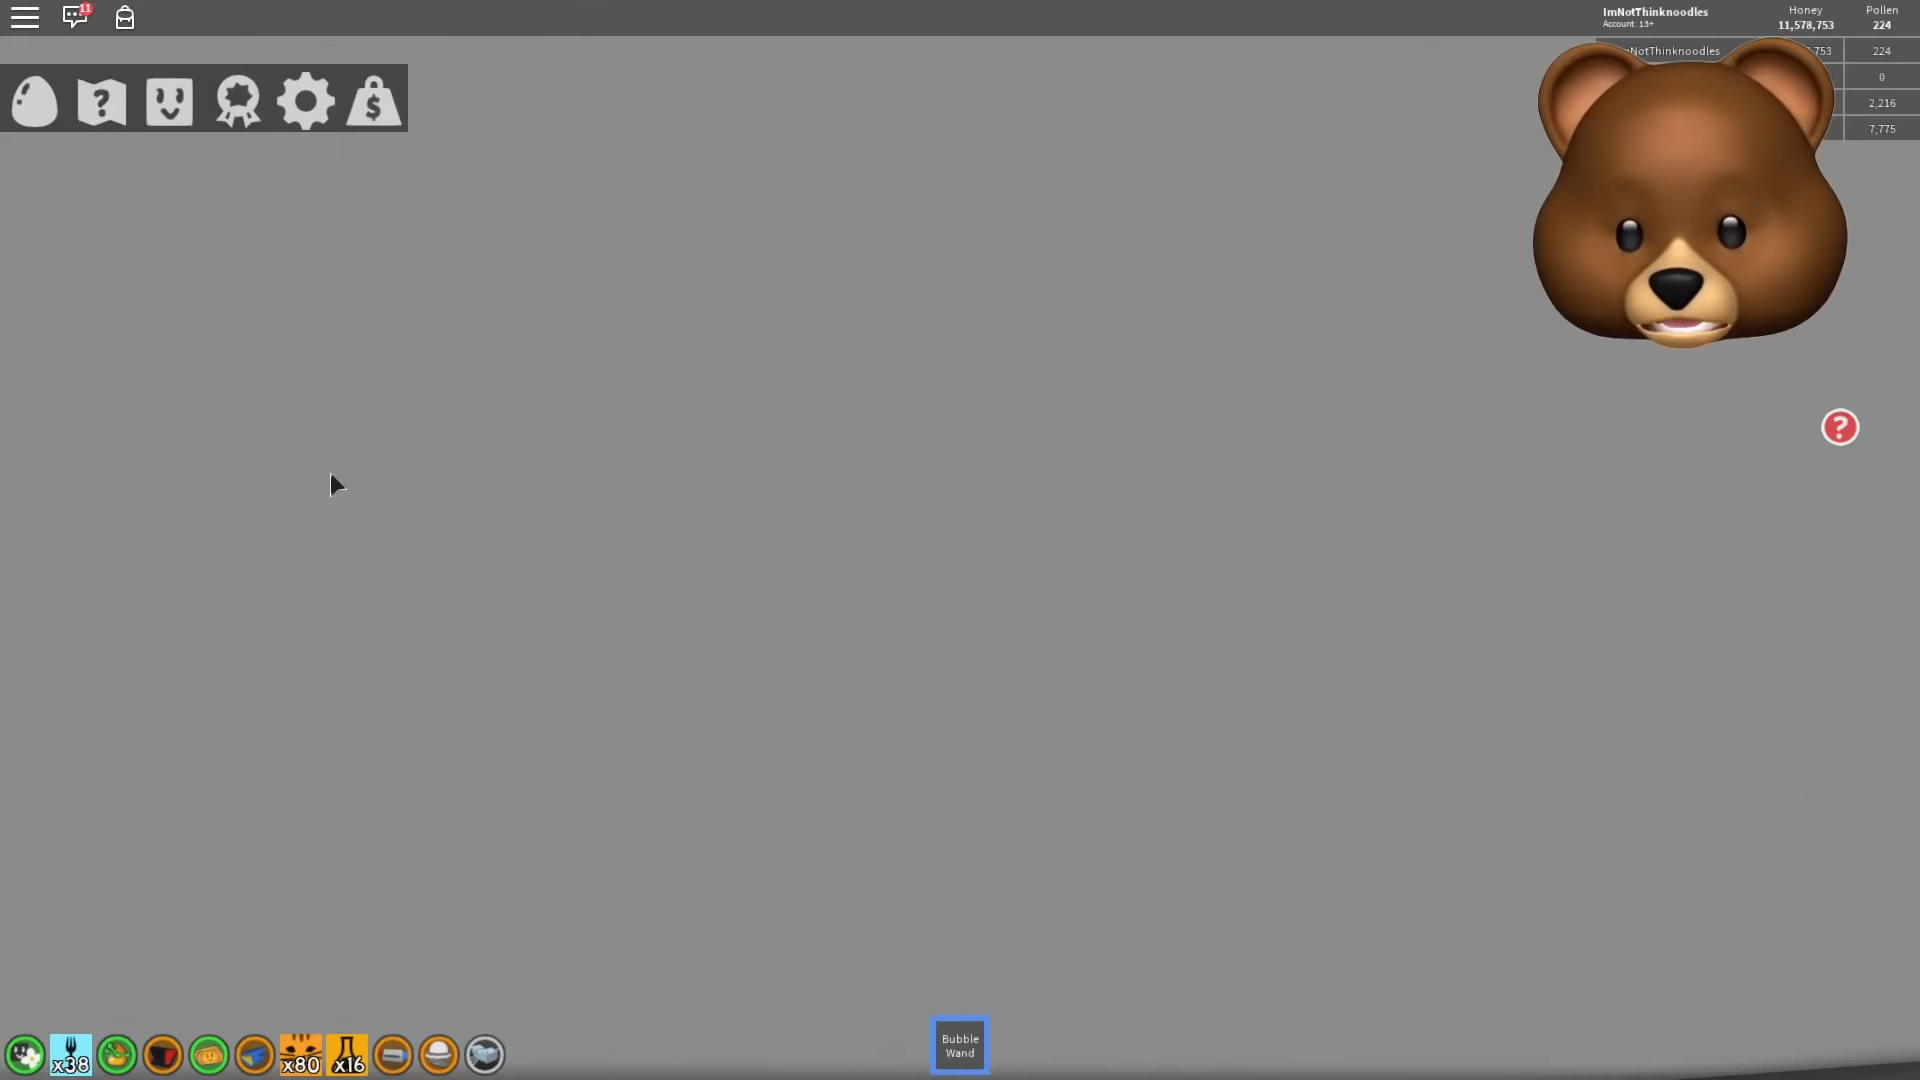 11
ImNotThinknoodles
Account: 13+
Honey
11,578,753
Pollen
224
NotThinknoodles
753
224
0
2,216
7,775
?
$
?
x38
x80
x16
Bubble
Wand